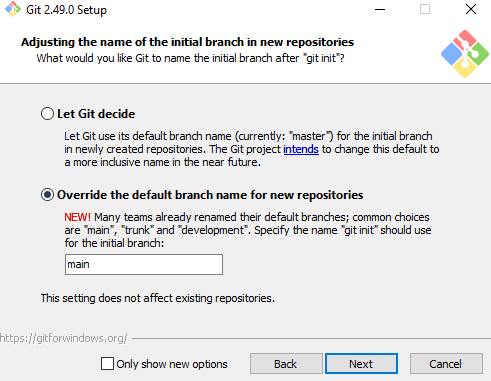 Git 2.49.0 Setup
Adjusting the name of the initial branch in new repositories
What would you like Git to name the initial branch after "git init"?
Let Git decide
Let Git use its default branch name (currently: "master") for the initial branch
in newly created repositories. The Git project intends to change this default to
a more inclusive name in the near future.
Override the default branch name for new repositories
NEW! Many teams already renamed their default branches; common choices
are "main", "trunk" and "development". Specify the name "git init" should use
for the initial branch:
main
This setting does not affect existing repositories.
https://gitforwindows.org/
Only show new options
Back
Next
Cancel